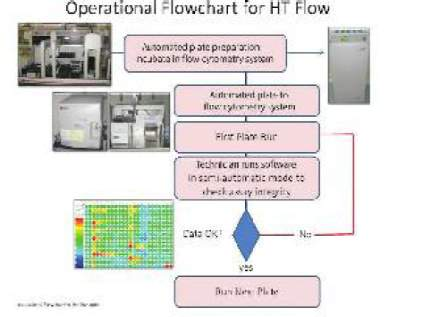 Operational Flowchart for HT Flow
Automated plate preparation
Incubate in flow cytometry system
Automated plate to
flow cytometry system
First Plate Run
Technician runs software
in semi-automatic mode to
check assay integrity
Data OK?
No
yes
Run Next Plate